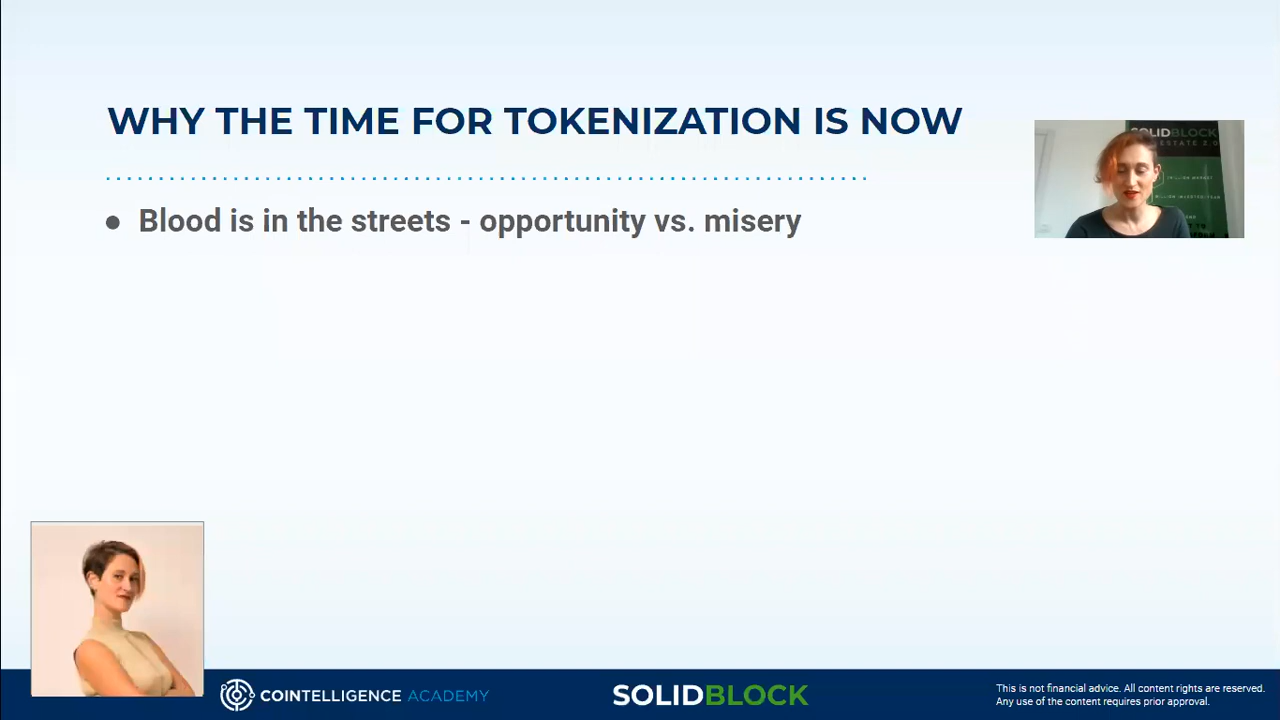 WHY THE TIME FOR TOKENIZATION IS NOW
SOLIDBLOCK
● Blood is in the streets - opportunity vs. misery
COINTELLIGENCE ACADEMY
SOLIDBLOCK
This is not financial advice. All content rights are reserved.
Any use of the content requires prior approval.